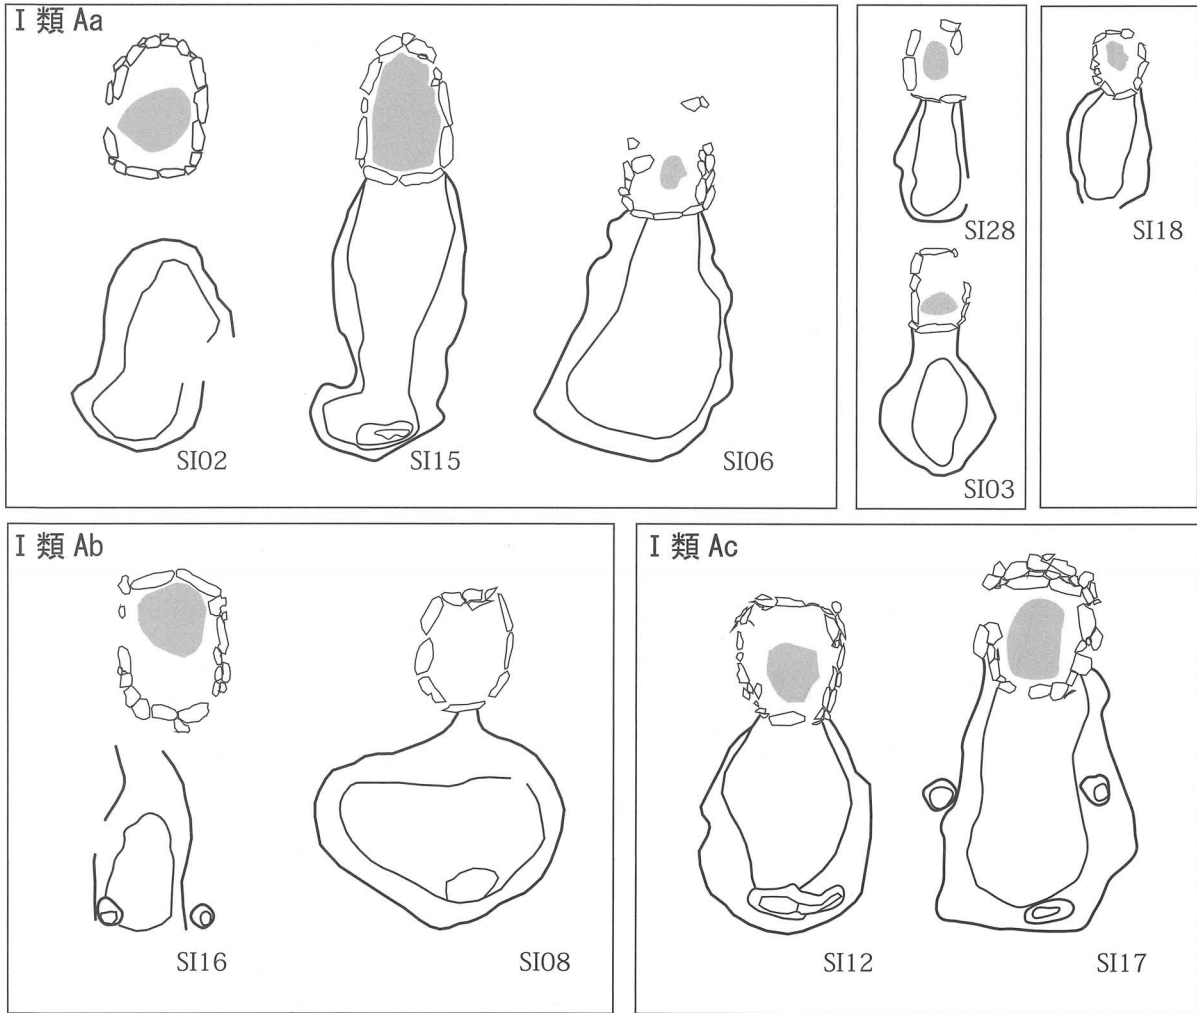 I 類 Aa
SI02
SI15
SI06
SI28
SI03
SI18
I 類 Ab
SI16
SI08
I 類 Ac
SI12
SI17